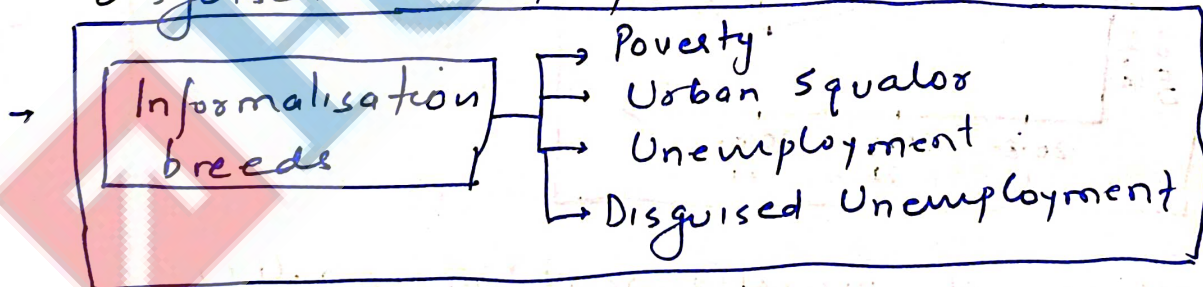 → Informalisation breeds
→ Poverty.
→ Urban Squalor
→ Unemployment
→ Disguised Unemployment